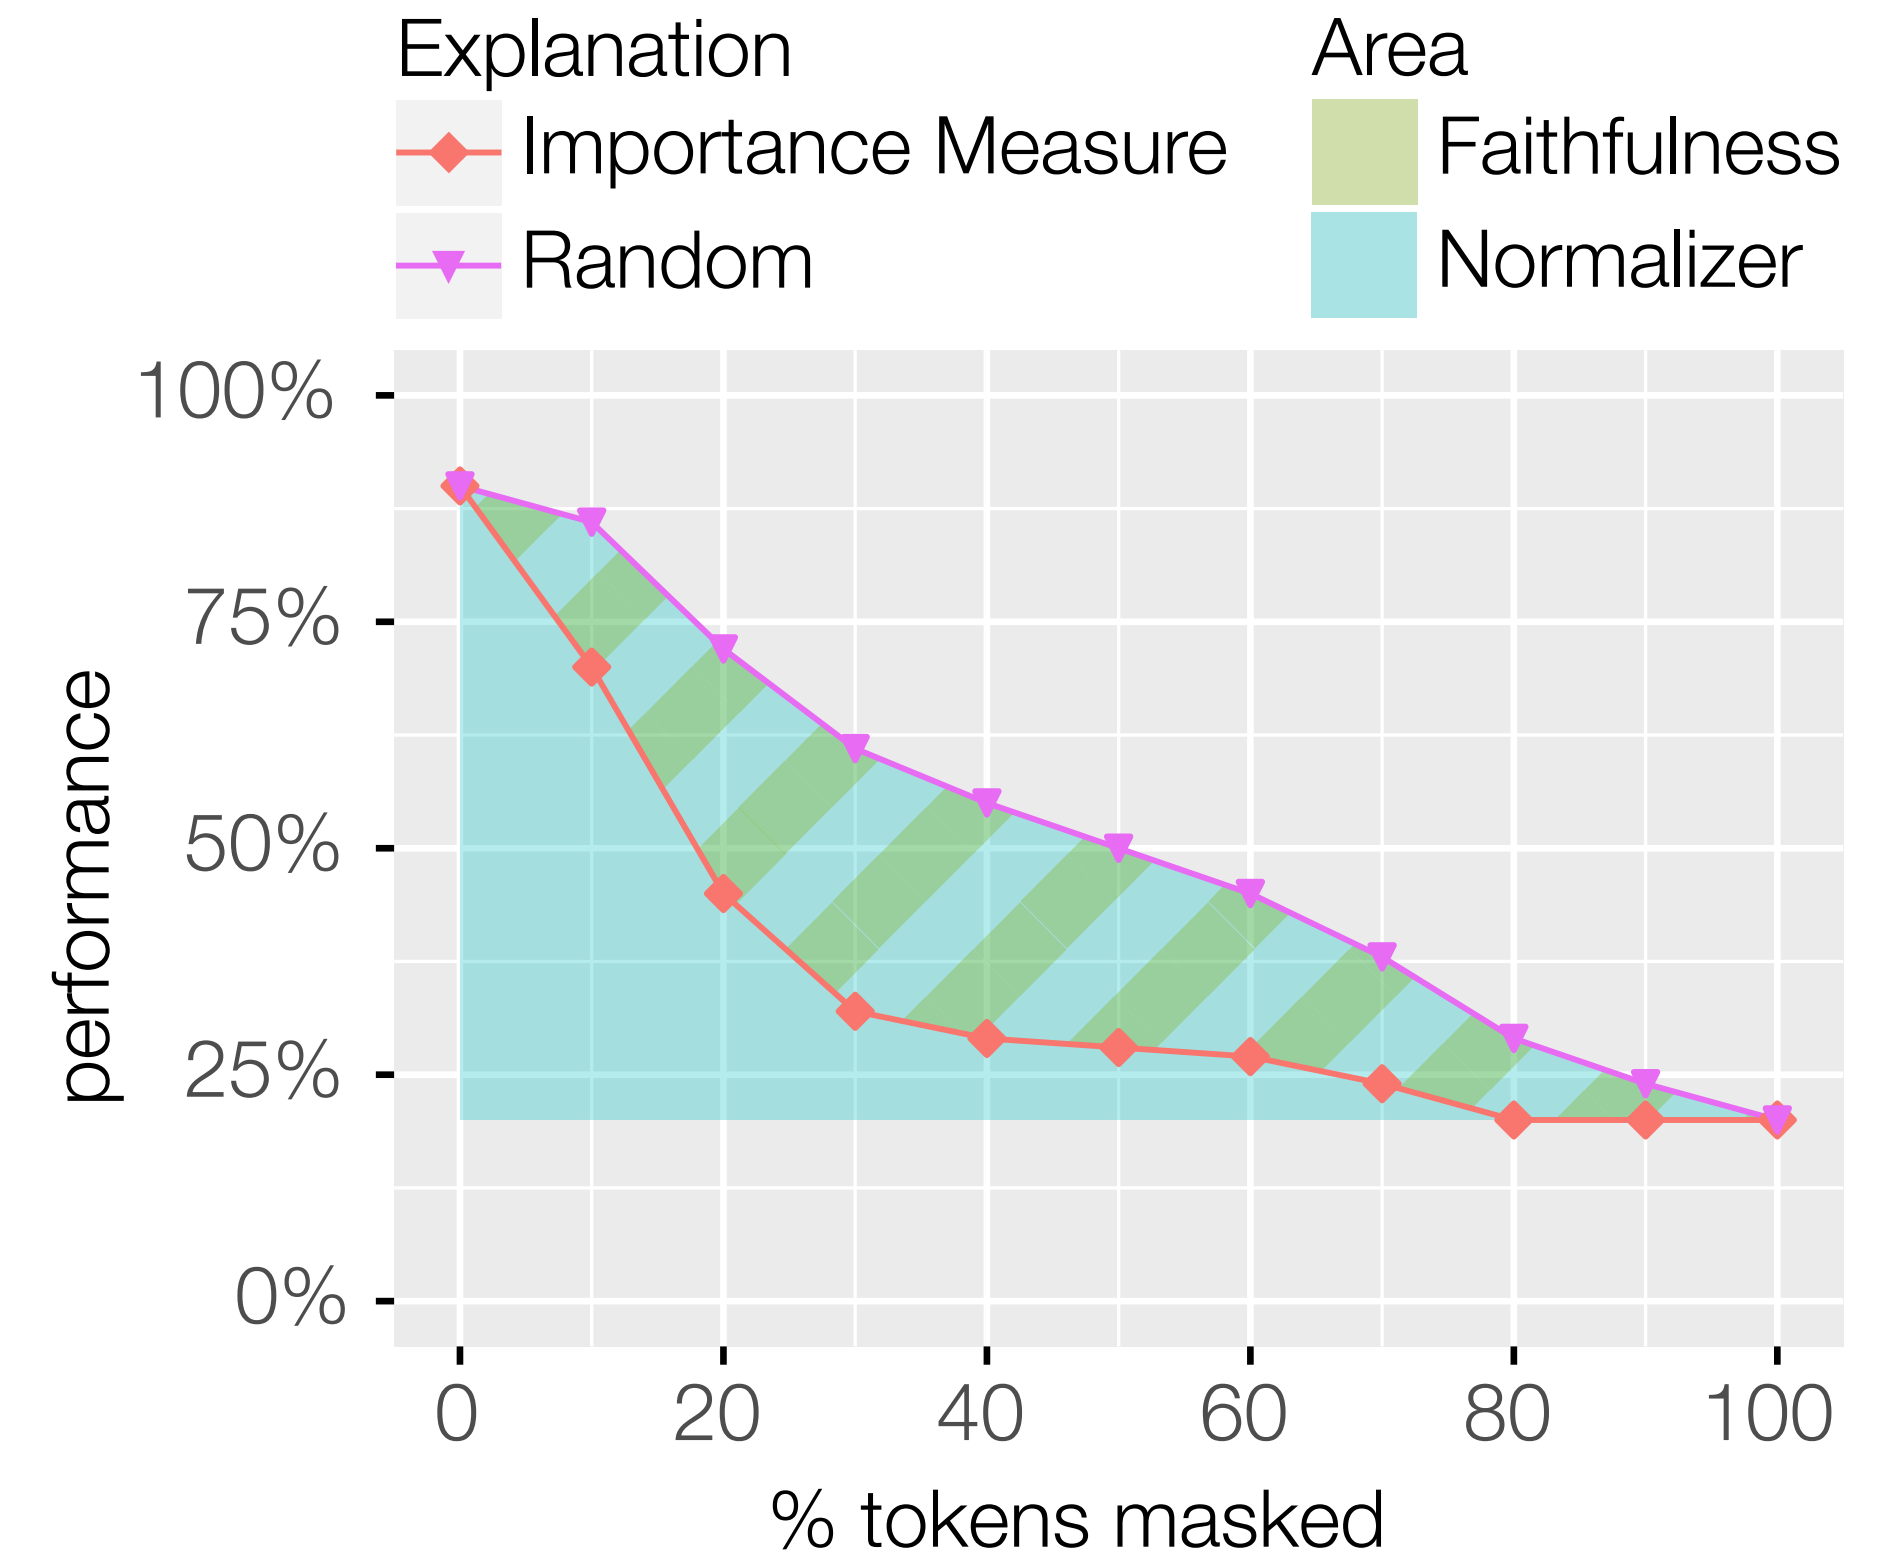 Explanation
Importance Measure
Random
Area
Faithfulness
Normalizer
100%
75%
50%
25%
0%
performance
0 20 40 60 80 100
% tokens masked